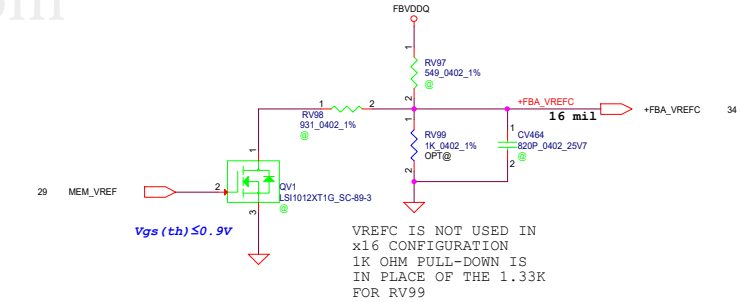 om
FBVDDQ
1
RV97
549_0402_1%
@
2
+FBA_VREFC
+FBA_VREFC
34
16 mil
1
2
RV98
931_0402_1%
@
1
RV99
1K_0402_1%
OPT@
2
1
CV464
820P_0402_25V7
@
2
1
29
MEM_VREF
2
QV1
LSI1012XT1G_SC-89-3
@
3
Vgs(th)≤0.9V
VREFC IS NOT USED IN
x16 CONFIGURATION
1K OHM PULL-DOWN IS
IN PLACE OF THE 1.33K
FOR RV99